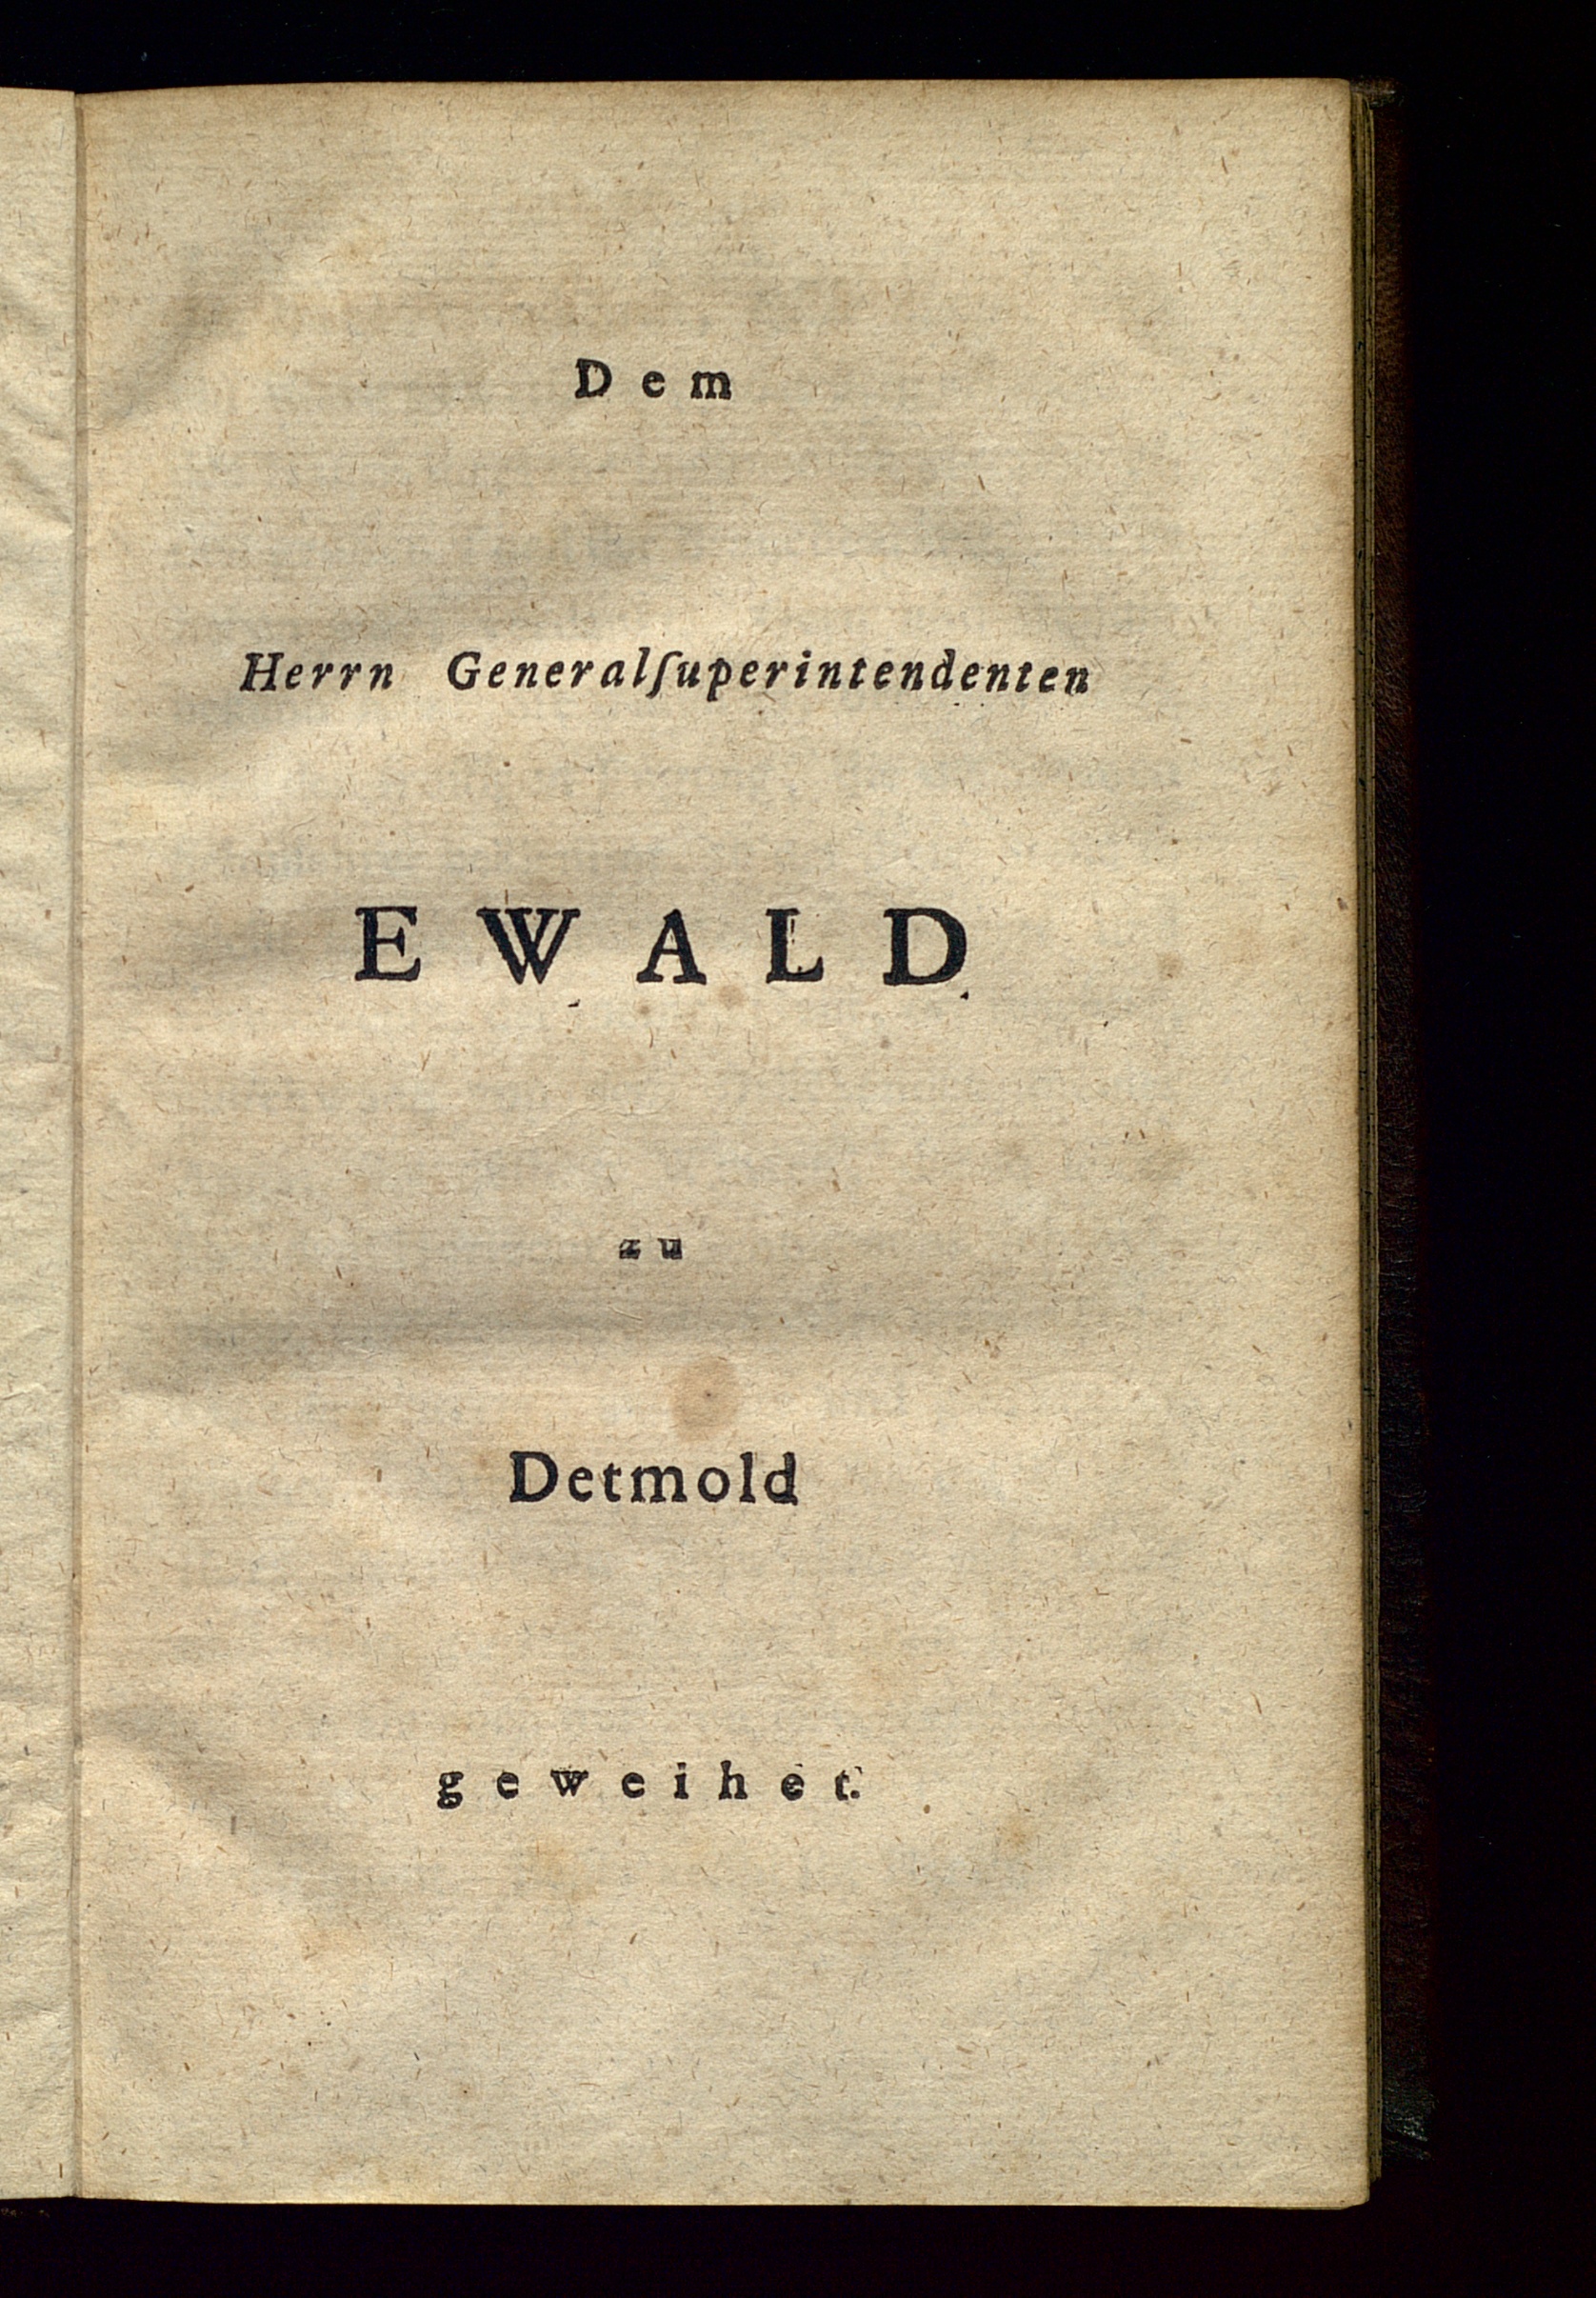 Dem
Herrn Generalſuperintendenten
EWALD
zu
Detmold
geweihet.